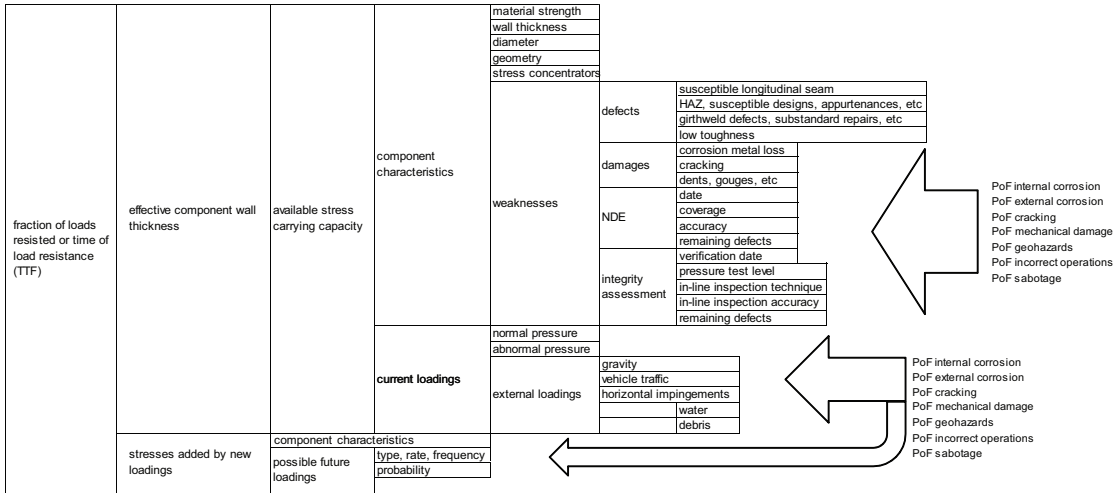 material strength
wall thickness
diameter
geometry
stress concentrators
susceptible longitudinal seam
HAZ, susceptible designs, appurtenances, etc
defects
girthweld defects, substandard repairs, etc
low toughness
corrosion metal loss
component
characteristics
damages
cracking
dents, gouges, etc
PoF internal corrosion
PoF external corrosion
PoF cracking
PoF mechanical damage
PoF geohazards
PoF incorrect operations
PoF sabotage
weaknesses
date
NDE
coverage
accuracy
remaining defects
fraction of loads
resisted or time of
load resistance
(TTF)
effective component wall
thickness
available stress
carrying capacity
verification date
integrity
assessment
pressure test level
in-line inspection technique
in-line inspection accuracy
remaining defects
normal pressure
abnormal pressure
current loadings
external loadings
gravity
vehicle traffic
horizontal impingements
water
debris
PoF internal corrosion
PoF external corrosion
PoF cracking
PoF mechanical damage
PoF geohazards
PoF incorrect operations
PoF sabotage
stresses added by new
loadings
component characteristics
possible future
loadings
type, rate, frequency
probability